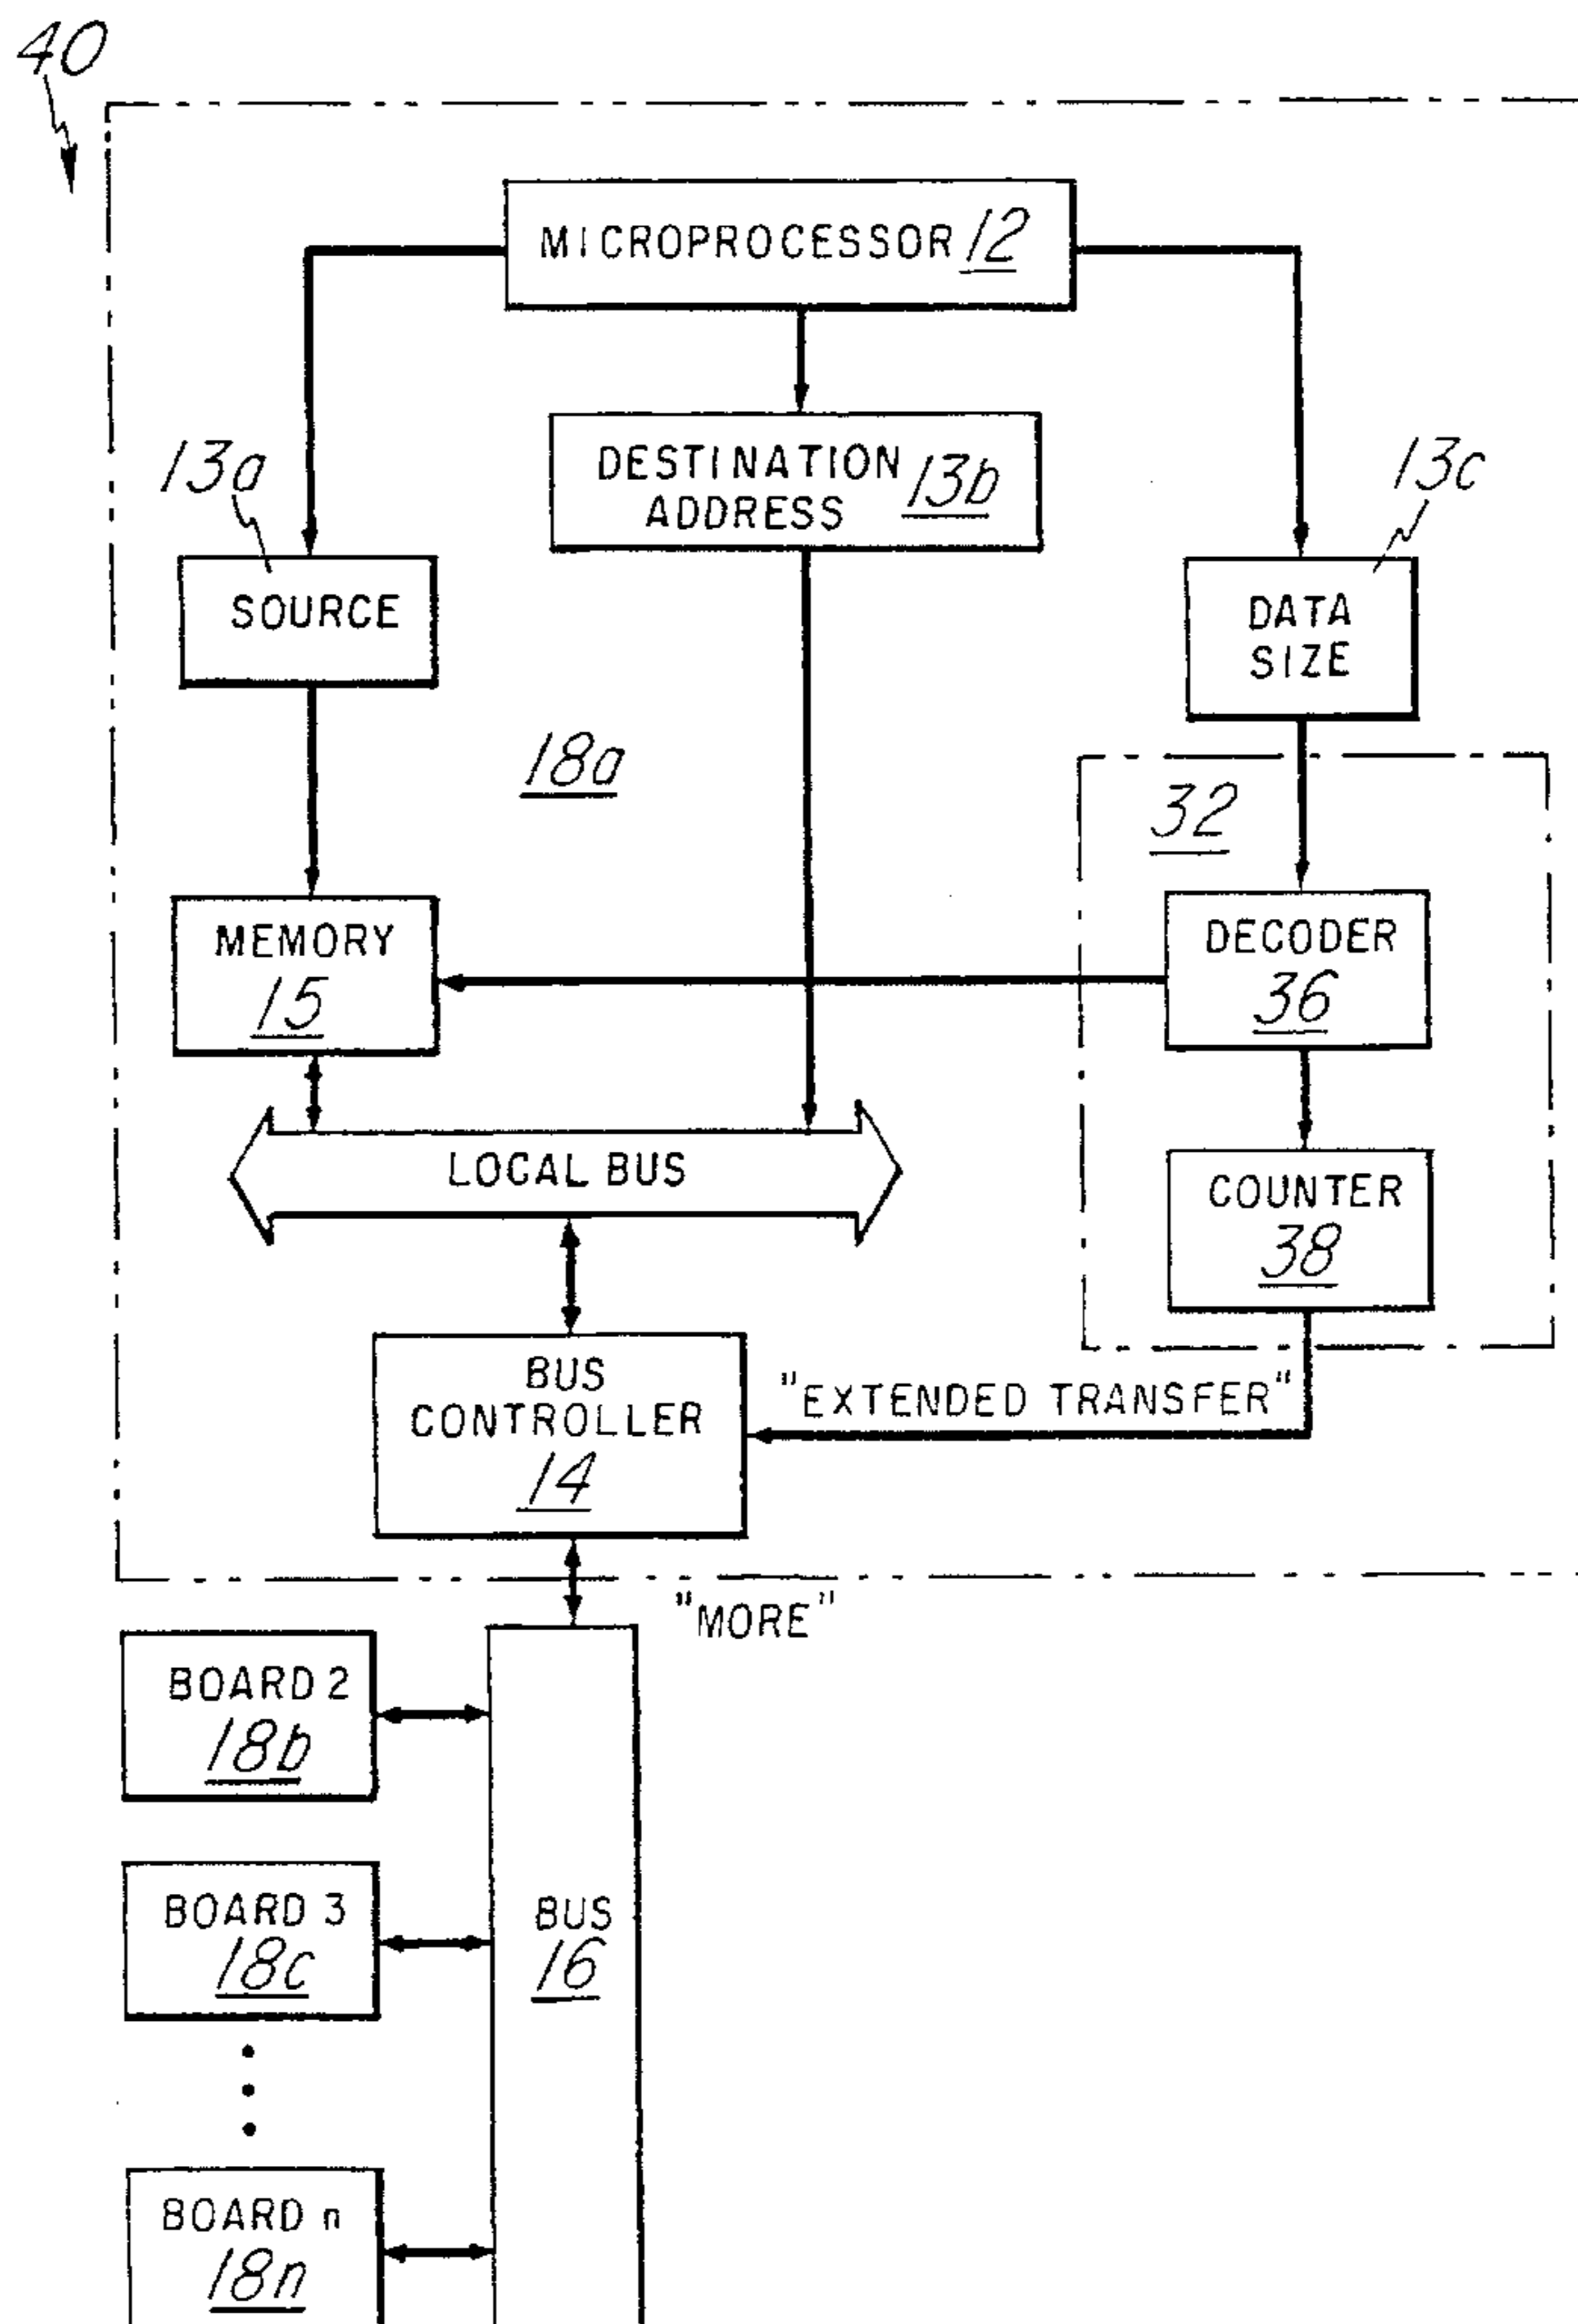 40
MICROPROCESSOR 12
DESTINATION
ADDRESS 13b
13a
13c
SOURCE
DATA
SIZE
18a
32
MEMORY
15
DECODER
36
LOCAL BUS
COUNTER
38
BUS
CONTROLLER
14
"EXTENDED TRANSFER"
"MORE"
BOARD 2
18b
BOARD 3
18c
BUS
16
BOARD n
18n